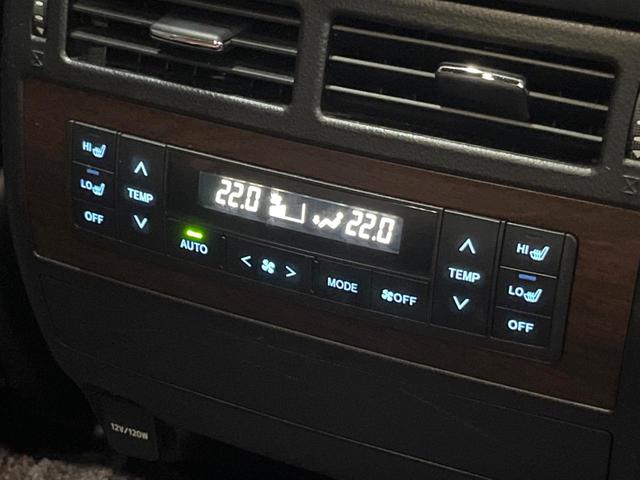 HI
LO
OFF
TEMP
22.0 22.0
AUTO
MODE
OFF
TEMP
HI
LO
OFF
12V/120W